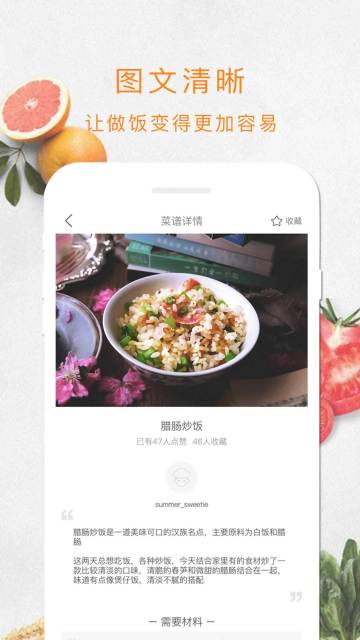 图文清晰
让做饭变得更加容易
菜谱详情
收藏
腊肠炒饭
已有47人点赞 46人收藏
summer_sweetie
腊肠炒饭是一道美味可口的汉族名点，主要原料为白饭和腊
肠
这两天总想吃饭，各种炒饭，今天结合家里有的食材炒了一
款比较清淡的口味，清脆的春笋和微甜的腊肠结合在一起，
味道有点像煲仔饭，清淡不腻的搭配
— 需要材料 —